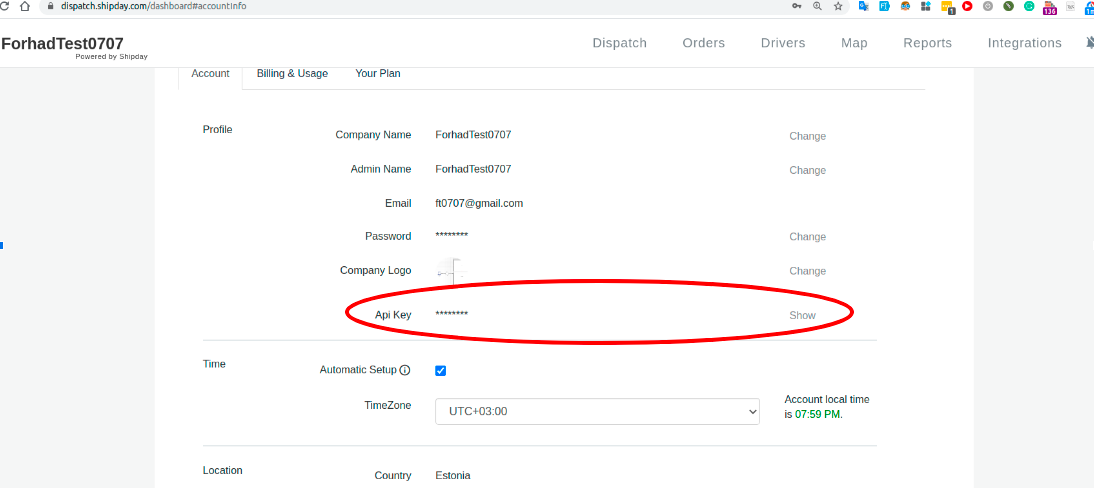 dispatch.shipday.com/dashboard#accountInfo
1
136
ForhadTest0707
Powered by Shipday
Dispatch Orders Drivers Map Reports Integrations
Account Billing & Usage Your Plan
Profile
Company Name ForhadTest0707 Change
Admin Name ForhadTest0707 Change
Email ft0707@gmail.com
Password ******** Change
Company Logo Change
Api Key ******** Show
Time
Automatic Setup
TimeZone UTC+03:00
Account local time
is 07:59 PM.
Location
Country Estonia